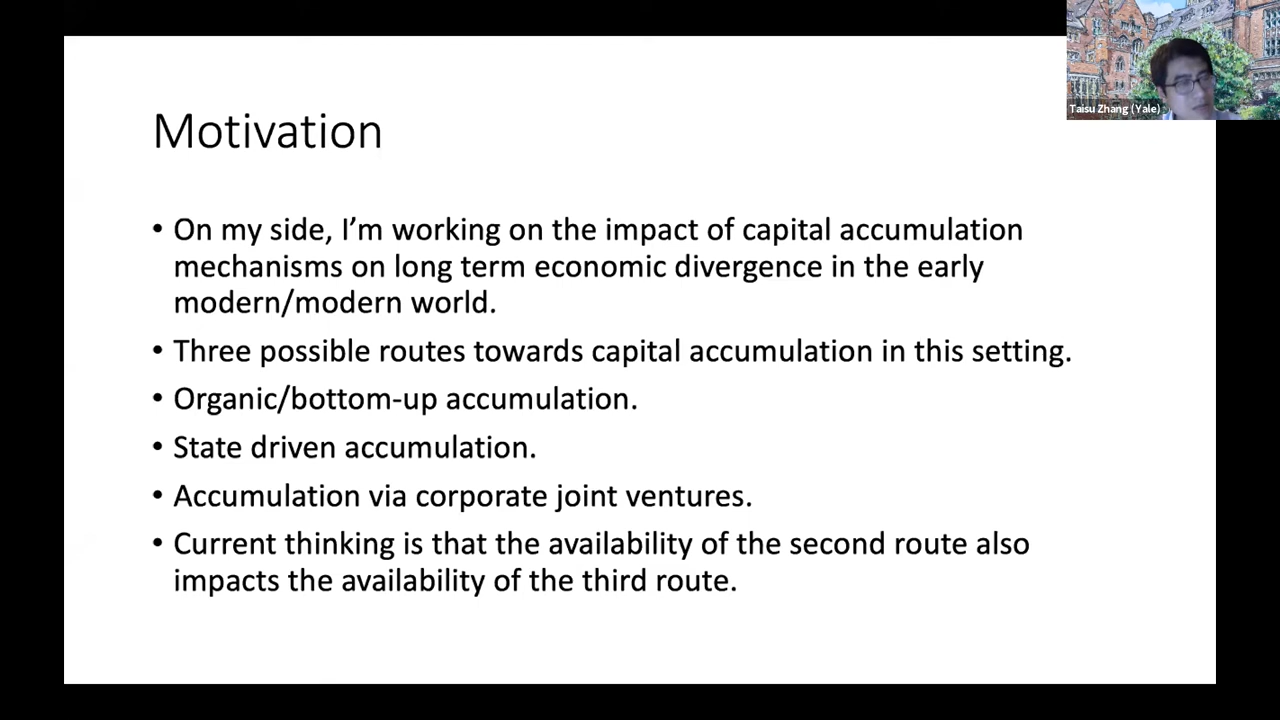 Taisu Zhang (Yale)
Motivation
• On my side, I’m working on the impact of capital accumulation
mechanisms on long term economic divergence in the early
modern/modern world.
• Three possible routes towards capital accumulation in this setting.
• Organic/bottom-up accumulation.
• State driven accumulation.
• Accumulation via corporate joint ventures.
• Current thinking is that the availability of the second route also
impacts the availability of the third route.